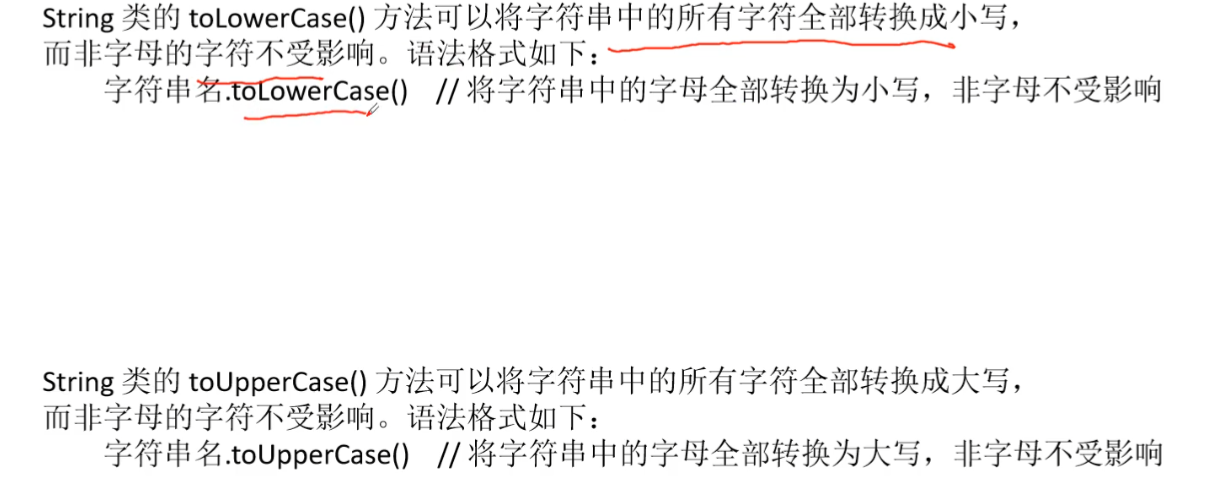 String 类的 toLowerCase() 方法可以将字符串中的所有字符全部转换成小写，
而非字母的字符不受影响。语法格式如下：
字符串名.toLowerCase() // 将字符串中的字母全部转换为小写，非字母不受影响
String 类的 toUpperCase() 方法可以将字符串中的所有字符全部转换成大写，
而非字母的字符不受影响。语法格式如下：
字符串名.toUpperCase() // 将字符串中的字母全部转换为大写，非字母不受影响